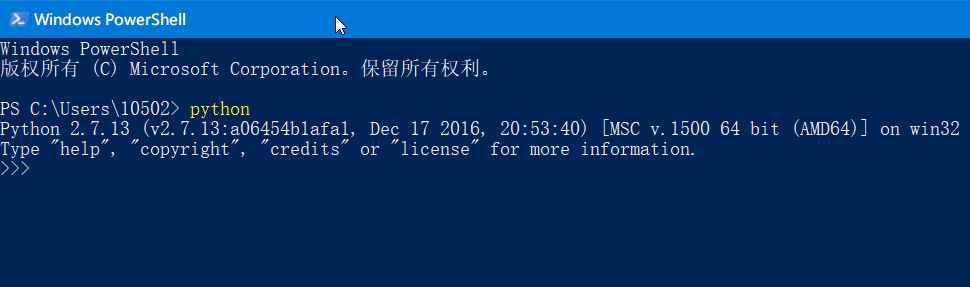 Windows PowerShell
Windows PowerShell
版权所有 (C) Microsoft Corporation。保留所有权利。
PS C:\Users\10502> python
Python 2.7.13 (v2.7.13:a06454b1afa1, Dec 17 2016, 20:53:40) [MSC v.1500 64 bit (AMD64)] on win32
Type "help", "copyright", "credits" or "license" for more information.
>>>